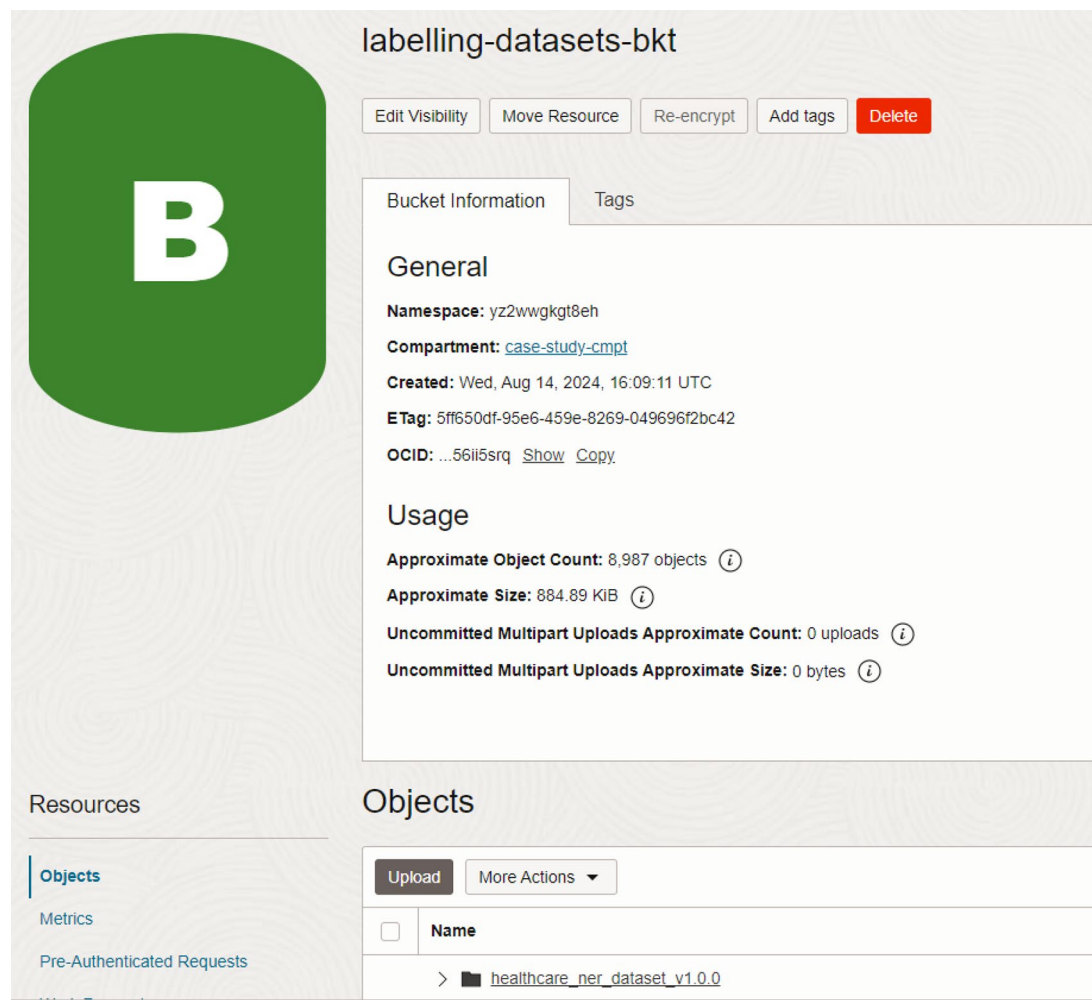 labelling-datasets-bkt
Edit Visibility Move Resource Re-encrypt Add tags Delete
B
Bucket Information Tags
General
Namespace: yz2wwgkgt8eh
Compartment: case-study-cmpt
Created: Wed, Aug 14, 2024, 16:09:11 UTC
ETag: 5ff650df-95e6-459e-8269-049696f2bc42
OCID: ...56ii5srq Show Copy
Usage
Approximate Object Count: 8,987 objects i
Approximate Size: 884.89 KiB i
Uncommitted Multipart Uploads Approximate Count: 0 uploads i
Uncommitted Multipart Uploads Approximate Size: 0 bytes i
Resources
Objects
Metrics
Pre-Authenticated Requests
Objects
Upload More Actions
Name
healthcare_ner_dataset_v1.0.0